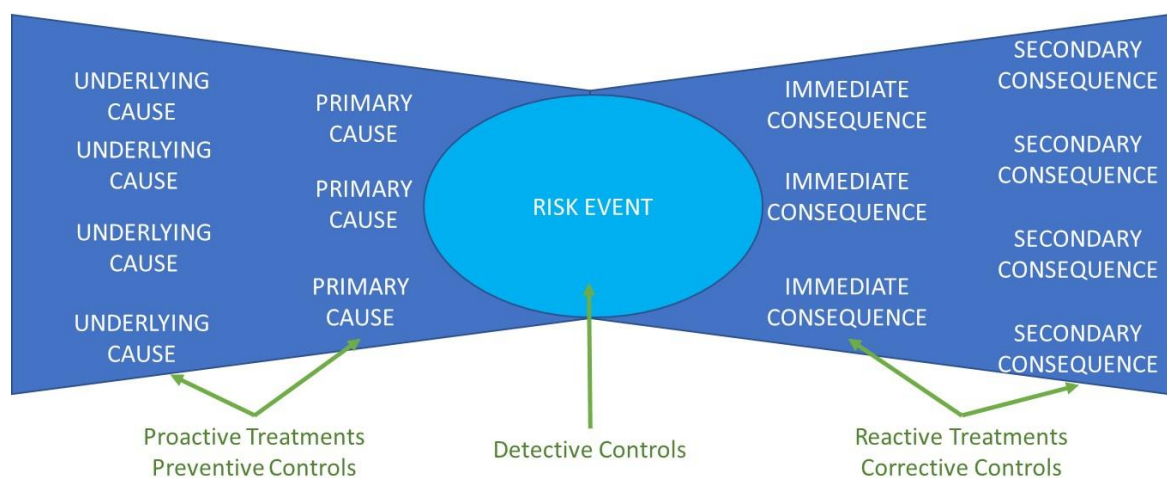 UNDERLYING
CAUSE
UNDERLYING
CAUSE
UNDERLYING
CAUSE
UNDERLYING
CAUSE
PRIMARY
CAUSE
PRIMARY
CAUSE
PRIMARY
CAUSE
RISK EVENT
IMMEDIATE
CONSEQUENCE
IMMEDIATE
CONSEQUENCE
IMMEDIATE
CONSEQUENCE
SECONDARY
CONSEQUENCE
SECONDARY
CONSEQUENCE
SECONDARY
CONSEQUENCE
SECONDARY
CONSEQUENCE
Proactive Treatments
Preventive Controls
Detective Controls
Reactive Treatments
Corrective Controls